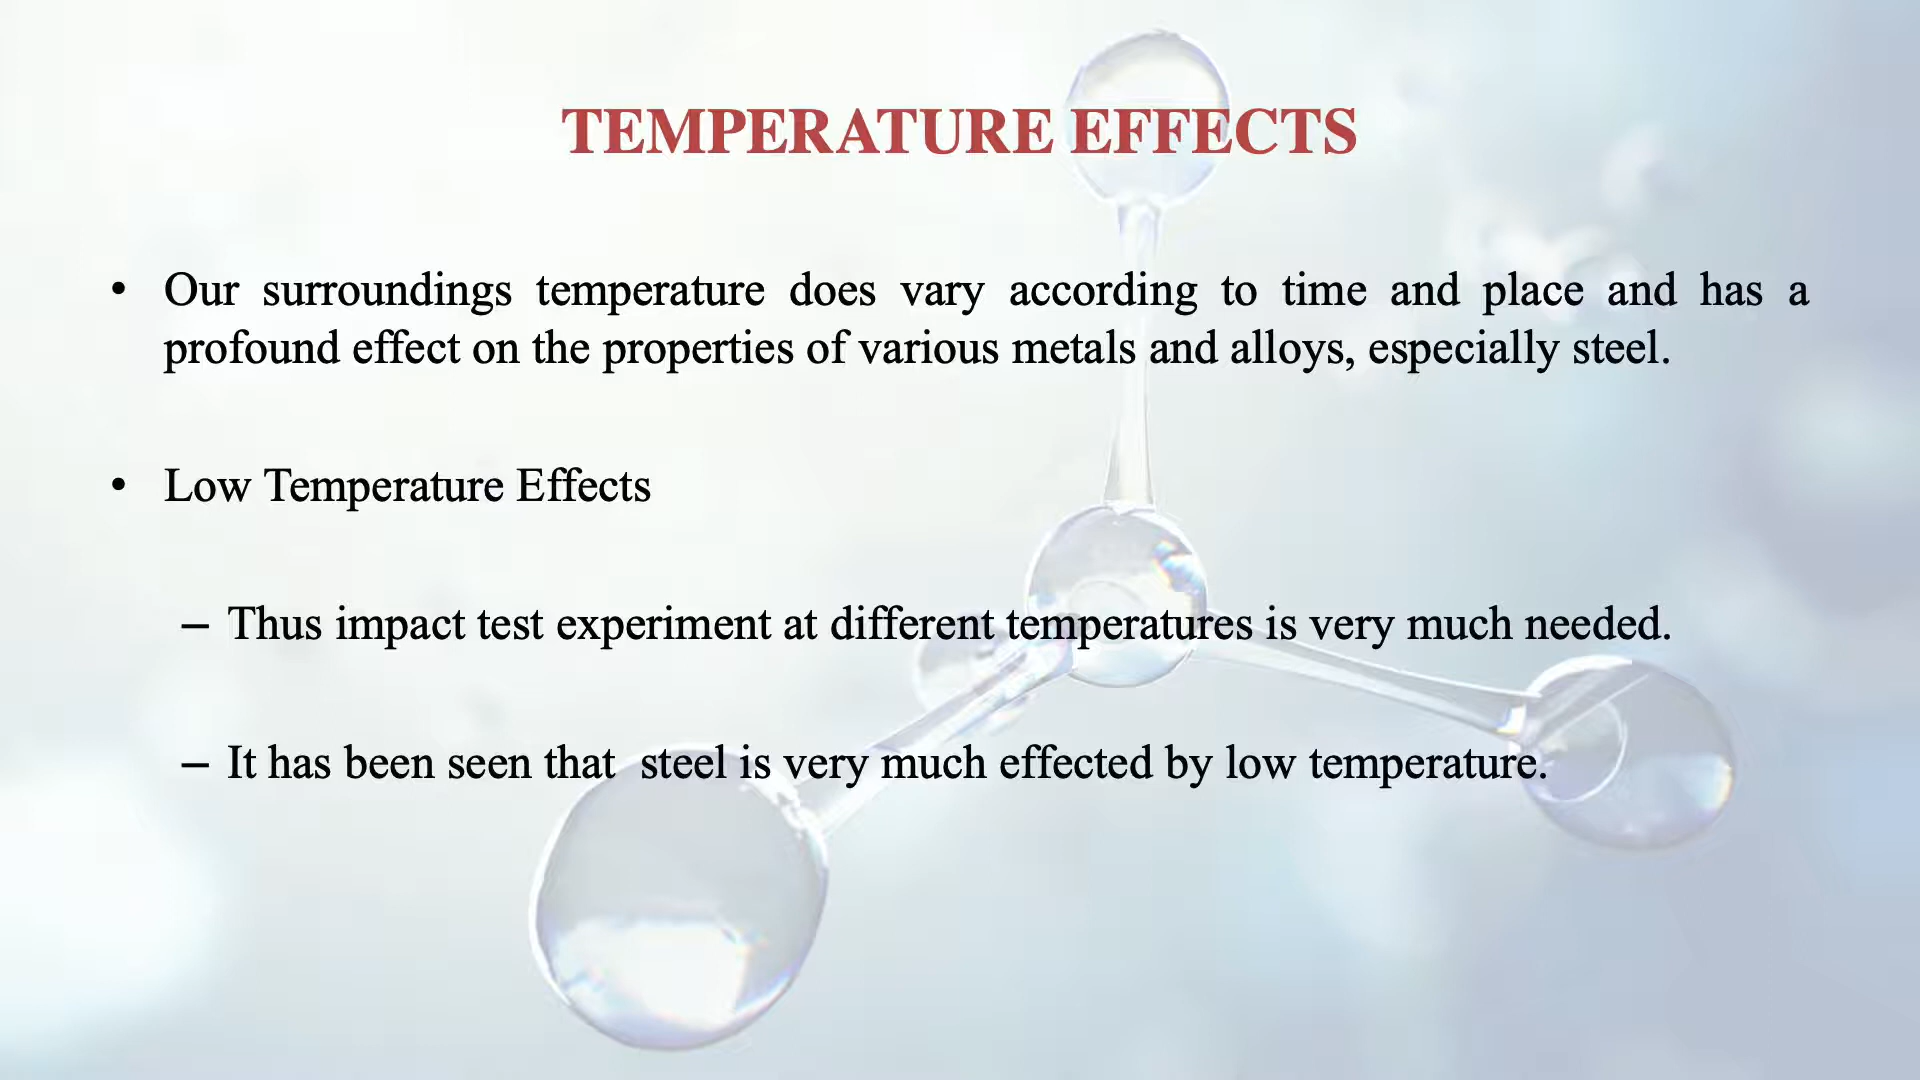 TEMPERATURE EFFECTS
• Our surroundings temperature does vary according to time and place and has a
profound effect on the properties of various metals and alloys, especially steel.
• Low Temperature Effects
– Thus impact test experiment at different temperatures is very much needed.
– It has been seen that  steel is very much effected by low temperature.